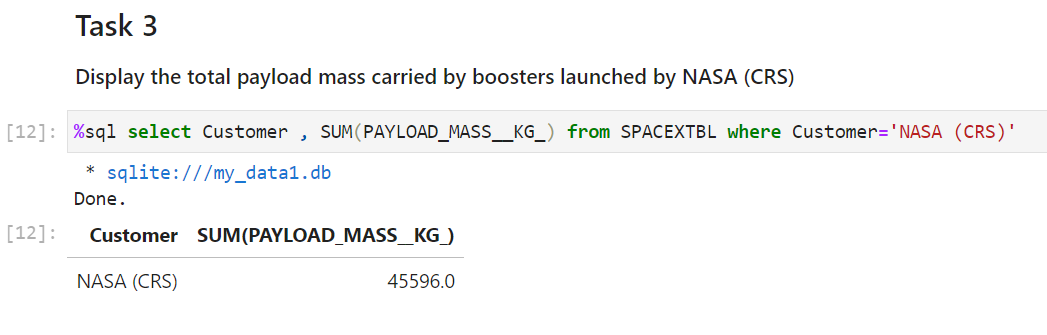 Task 3
Display the total payload mass carried by boosters launched by NASA (CRS)
[12]: %sql select Customer , SUM(PAYLOAD_MASS__KG_) from SPACEXTBL where Customer='NASA (CRS)'
* sqlite:///my_data1.db
Done.
[12]: Customer SUM(PAYLOAD_MASS__KG_)
NASA (CRS) 45596.0